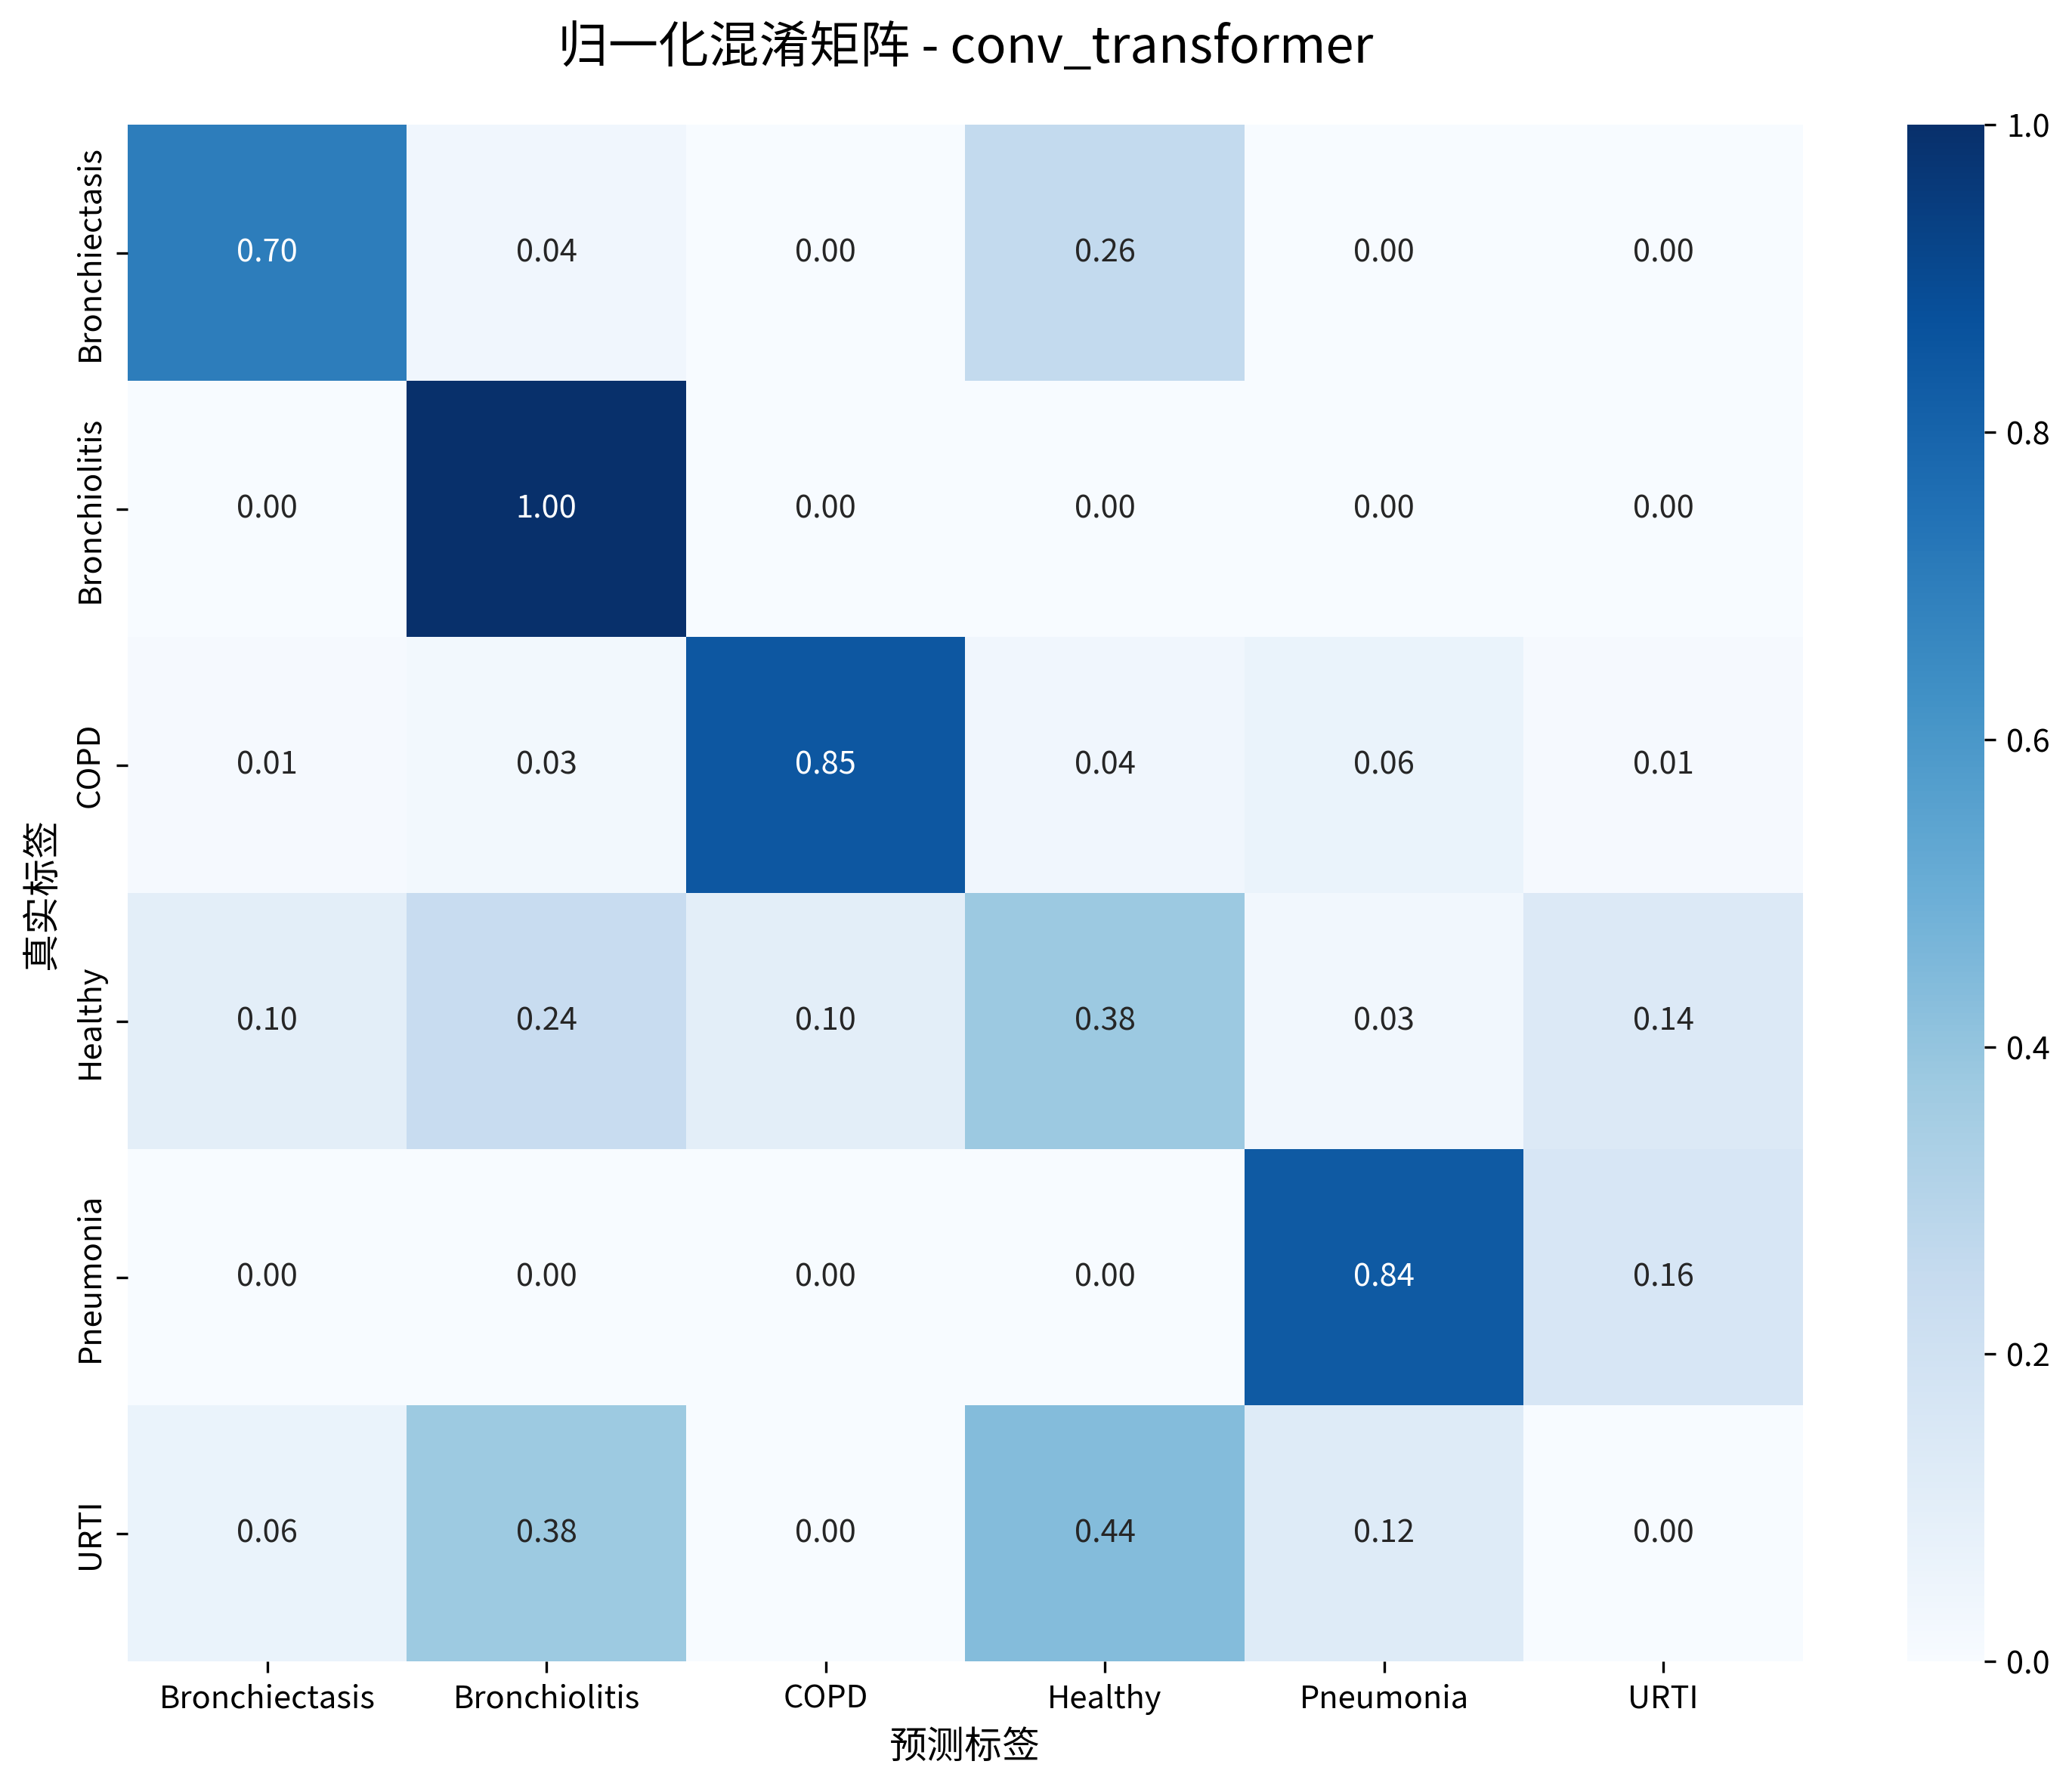 归一化混淆矩阵 - conv_transformer
真实标签
Bronchiectasis 0.70 0.04 0.00 0.26 0.00 0.00
Bronchiolitis 0.00 1.00 0.00 0.00 0.00 0.00
COPD 0.01 0.03 0.85 0.04 0.06 0.01
Healthy 0.10 0.24 0.10 0.38 0.03 0.14
Pneumonia 0.00 0.00 0.00 0.00 0.84 0.16
URTI 0.06 0.38 0.00 0.44 0.12 0.00
Bronchiectasis Bronchiolitis COPD Healthy Pneumonia URTI
预测标签
1.0
0.8
0.6
0.4
0.2
0.0